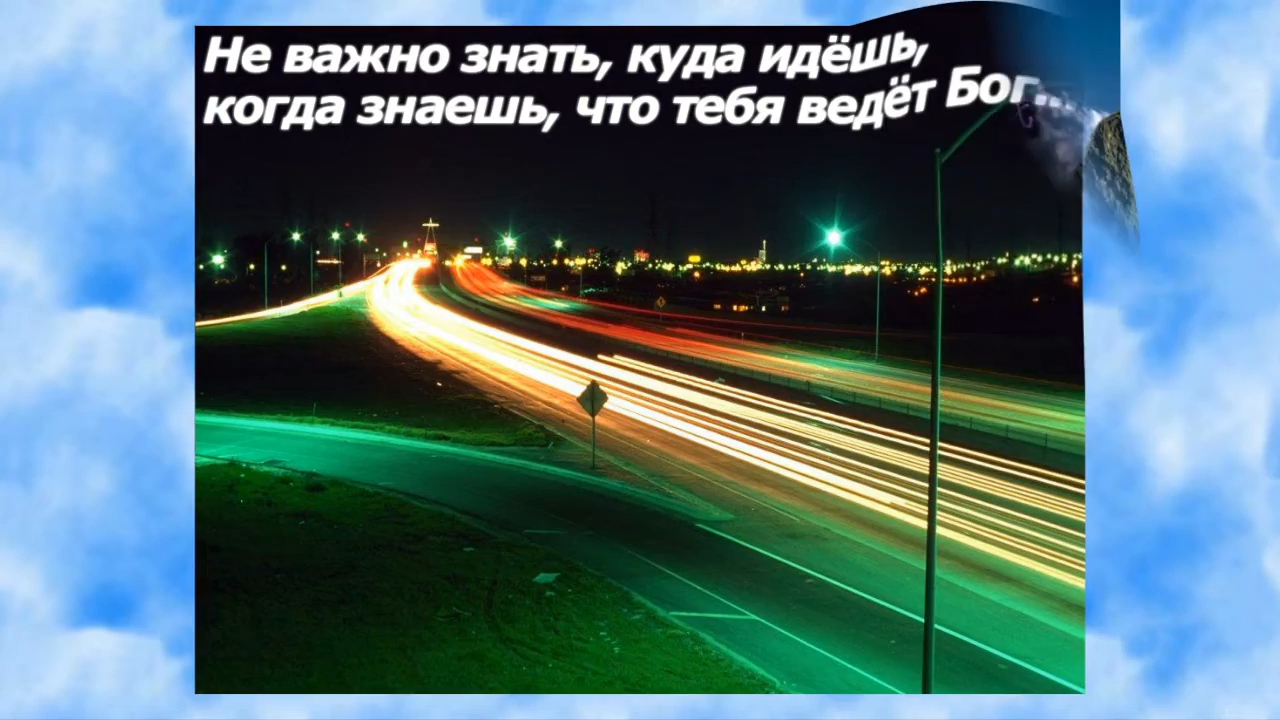 Не важно знать, куда идёшь,
когда знаешь, что тебя ведёт Бог...